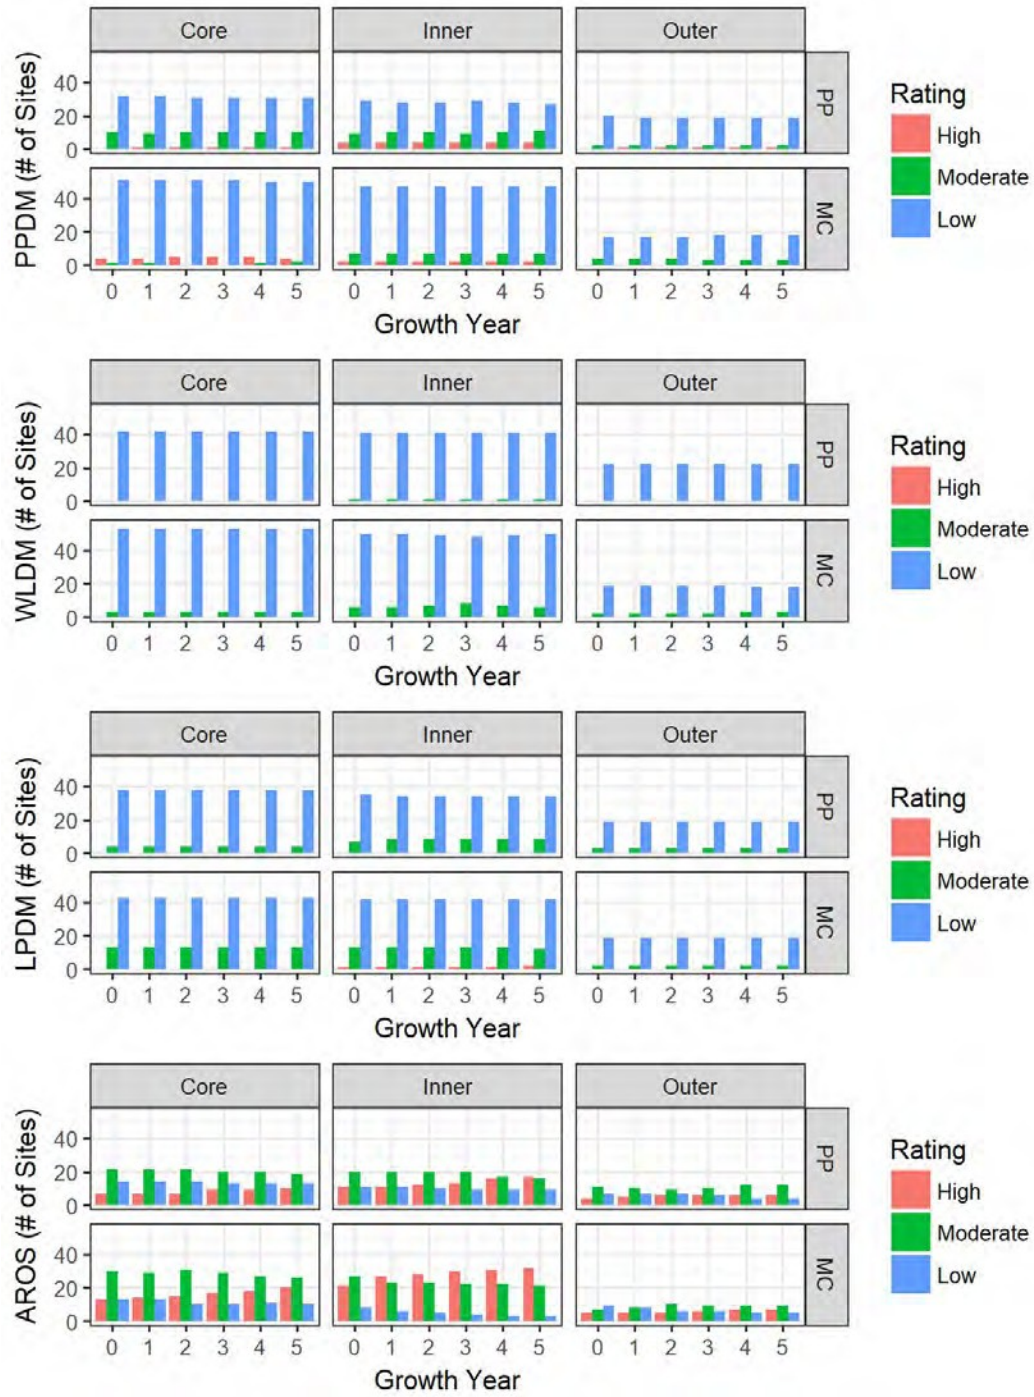 Core Inner Outer
PPDM (# of Sites)
40
20
0
PP
40
20
0
MC
0 1 2 3 4 5 0 1 2 3 4 5 0 1 2 3 4 5
Growth Year
Rating
High
Moderate
Low
Core Inner Outer
WLDM (# of Sites)
40
20
0
PP
40
20
0
MC
0 1 2 3 4 5 0 1 2 3 4 5 0 1 2 3 4 5
Growth Year
Rating
High
Moderate
Low
Core Inner Outer
LPDM (# of Sites)
40
20
0
PP
40
20
0
MC
0 1 2 3 4 5 0 1 2 3 4 5 0 1 2 3 4 5
Growth Year
Rating
High
Moderate
Low
Core Inner Outer
AROS (# of Sites)
40
20
0
PP
40
20
0
MC
0 1 2 3 4 5 0 1 2 3 4 5 0 1 2 3 4 5
Growth Year
Rating
High
Moderate
Low